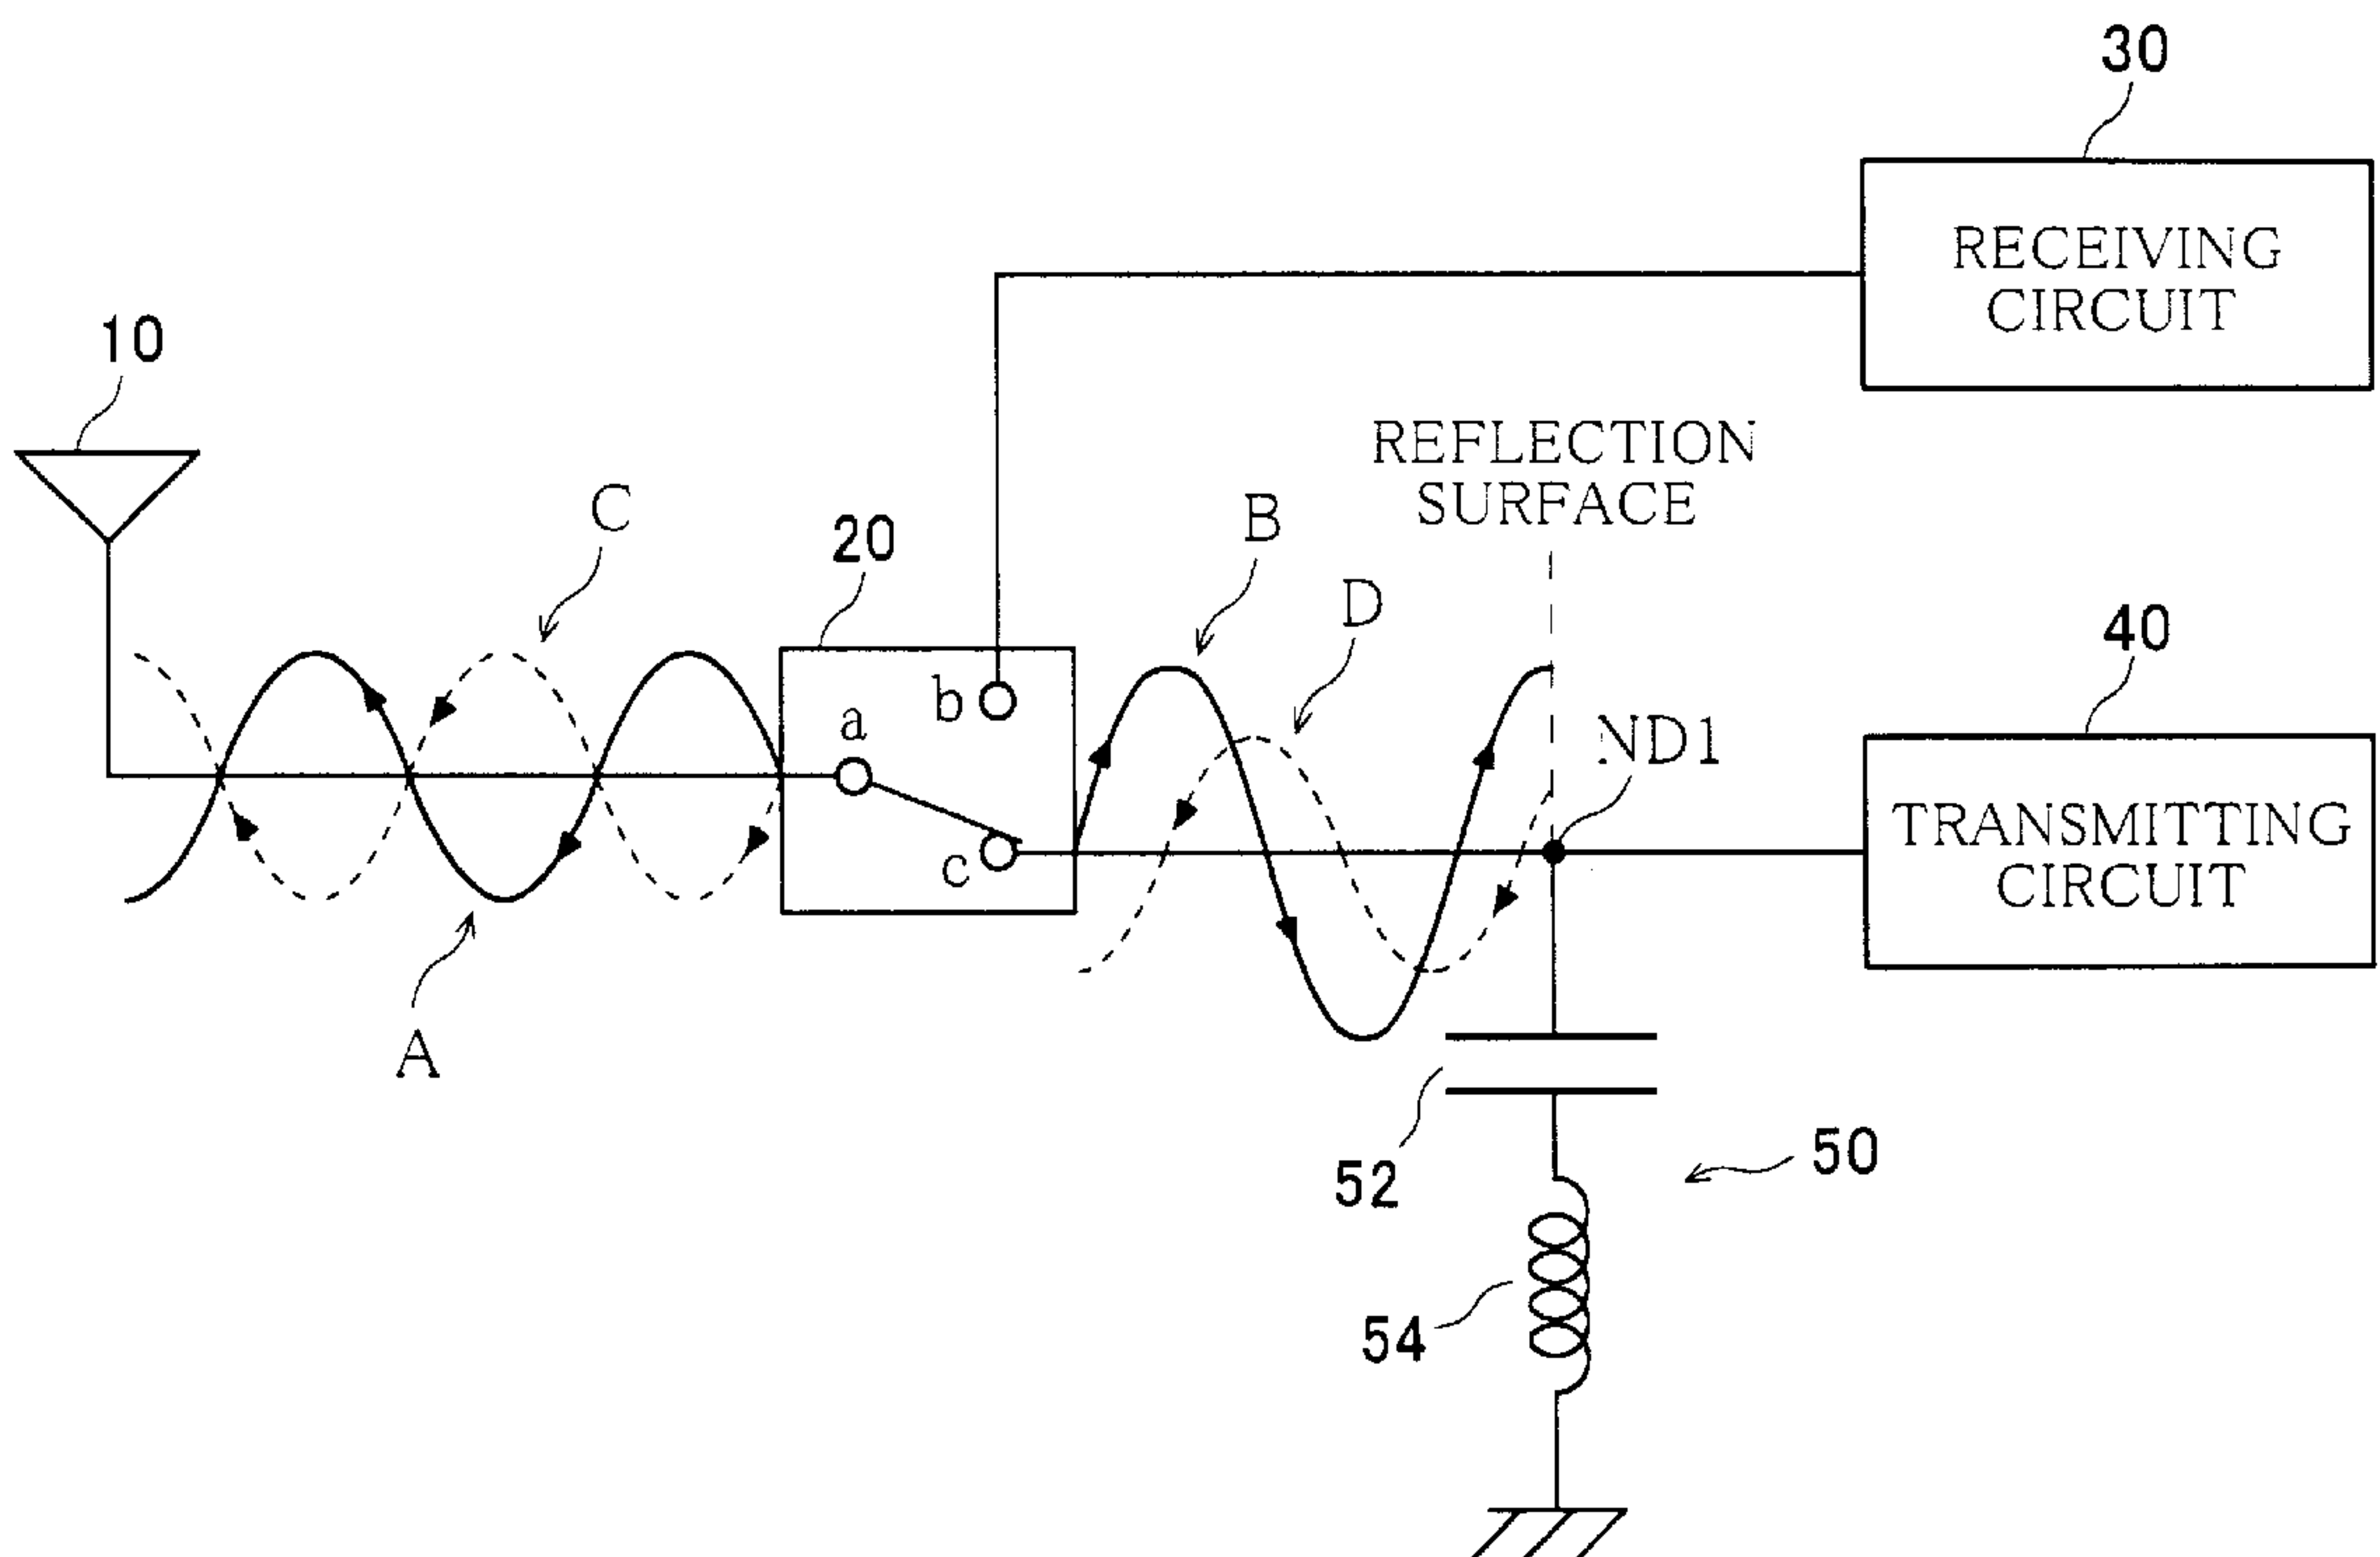 30
RECEIVING
CIRCUIT
10
REFLECTION
SURFACE
C
B
20
D
40
b
a
ND1
TRANSMITTING
CIRCUIT
c
A
52
50
54